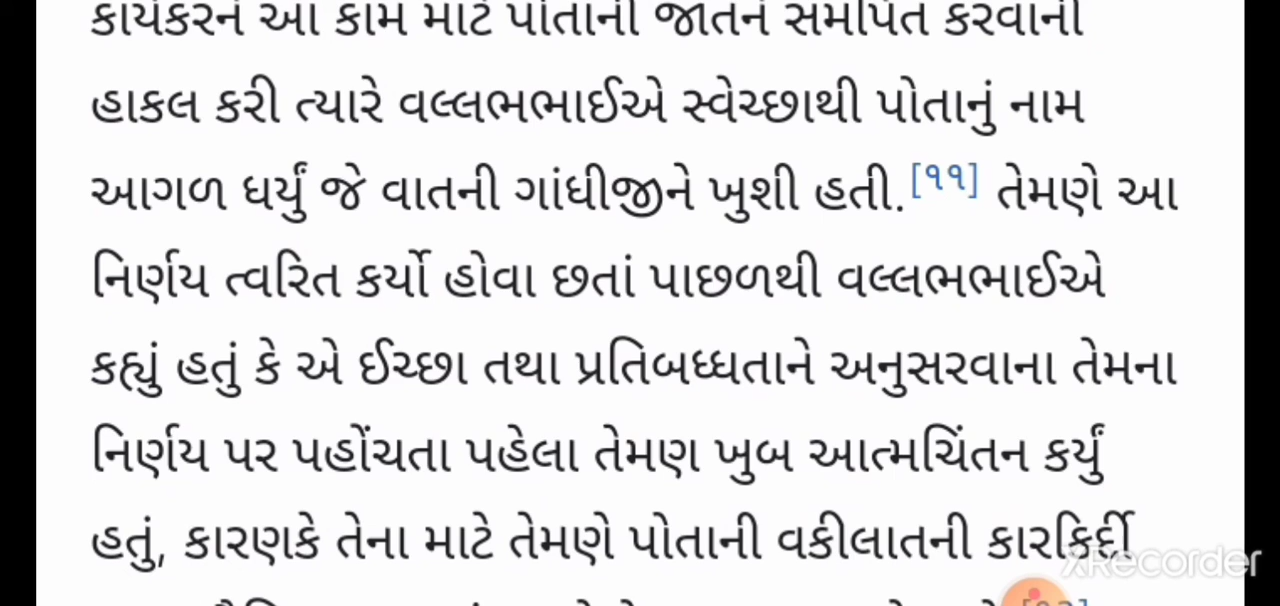 કાર્યકરને આ કામ માટે પોતાની જાતને સમર્પિત કરવાની
હાકલ કરી ત્યારે વલ્લભભાઈએ સ્વેચ્છાથી પોતાનું નામ
આગળ ધર્યું જે વાતની ગાંધીજીને ખુશી હતી.[૧૧] તેમણે આ
નિર્ણય ત્વરિત કર્યો હોવા છતાં પાછળથી વલ્લભભાઈએ
કહ્યું હતું કે એ ઈચ્છા તથા પ્રતિબધ્ધતાને અનુસરવાના તેમના
નિર્ણય પર પહોંચતા પહેલા તેમણ ખુબ આત્મચિંતન કર્યું
હતું, કારણકે તેના માટે તેમણે પોતાની વકીલાતની કારકિર્દી
XRecorder